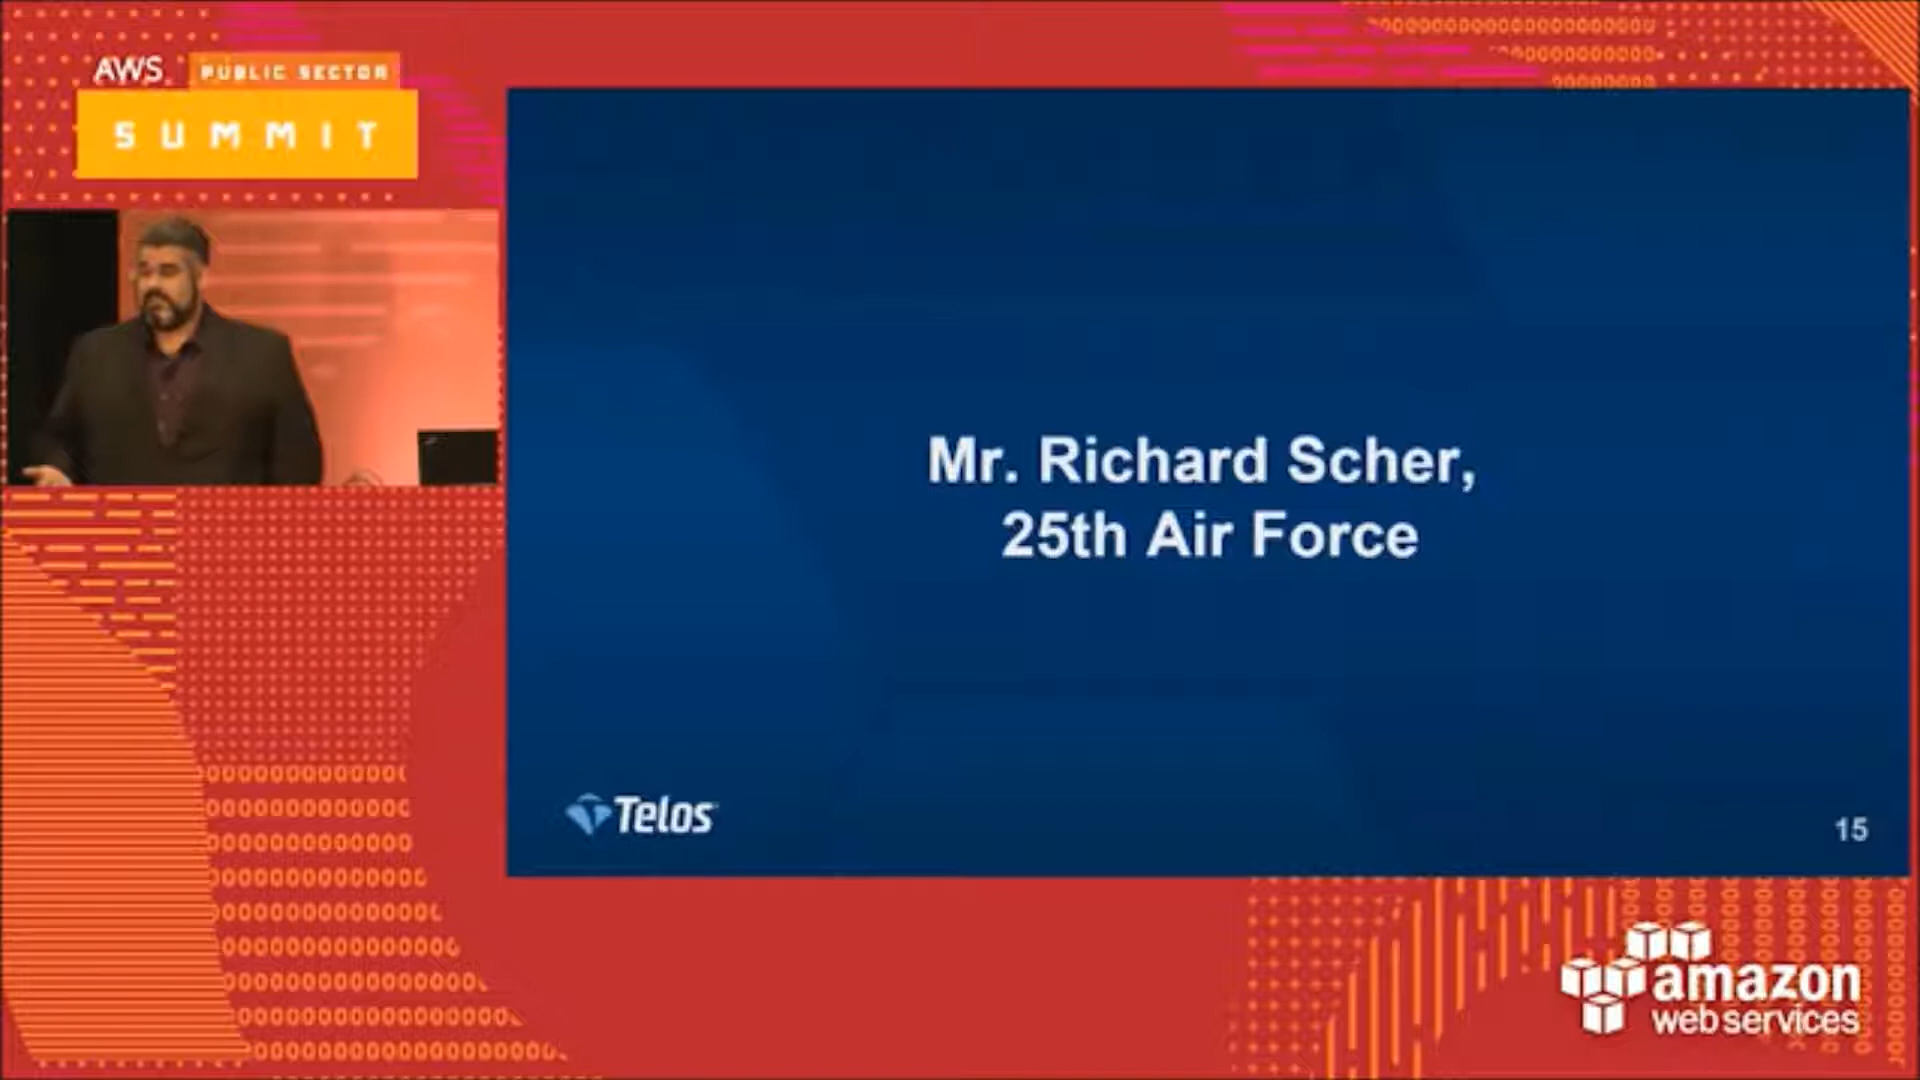 AWS PUBLIC SECTOR
SUMMIT
Mr. Richard Scher,
25th Air Force
Telos
15
amazon
web services